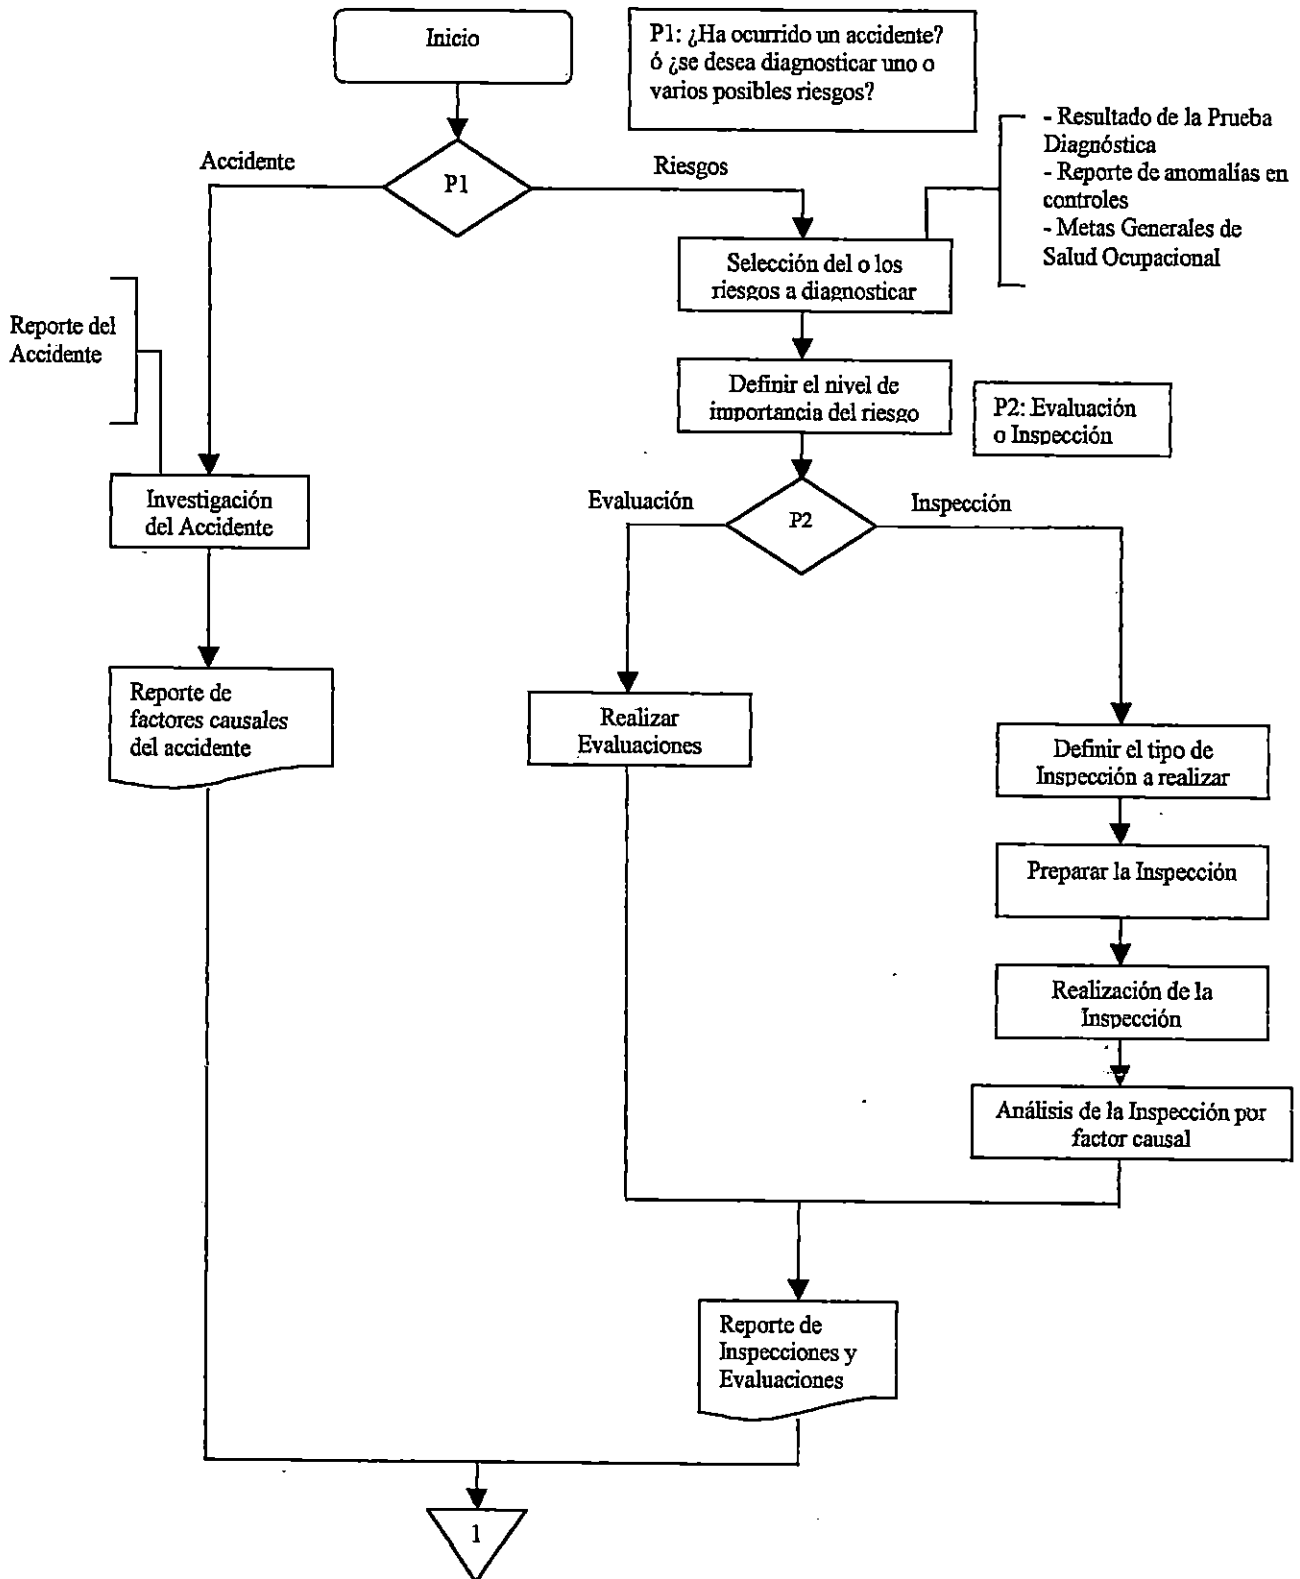 Inicio
P1: ¿Ha ocurrido un accidente?
ó ¿se desea diagnosticar uno o
varios posibles riesgos?
- Resultado de la Prueba
Diagnóstica
- Reporte de anomalías en
controles
- Metas Generales de
Salud Ocupacional
Accidente
P1
Riesgos
Selección del o los
riesgos a diagnosticar
Reporte del
Accidente
Definir el nivel de
importancia del riesgo
P2: Evaluación
o Inspección
Investigación
del Accidente
Evaluación
P2
Inspección
Reporte de
factores causales
del accidente
Realizar
Evaluaciones
Definir el tipo de
Inspección a realizar
Preparar la Inspección
Realización de la
Inspección
Análisis de la Inspección por
factor causal
Reporte de
Inspecciones y
Evaluaciones
1